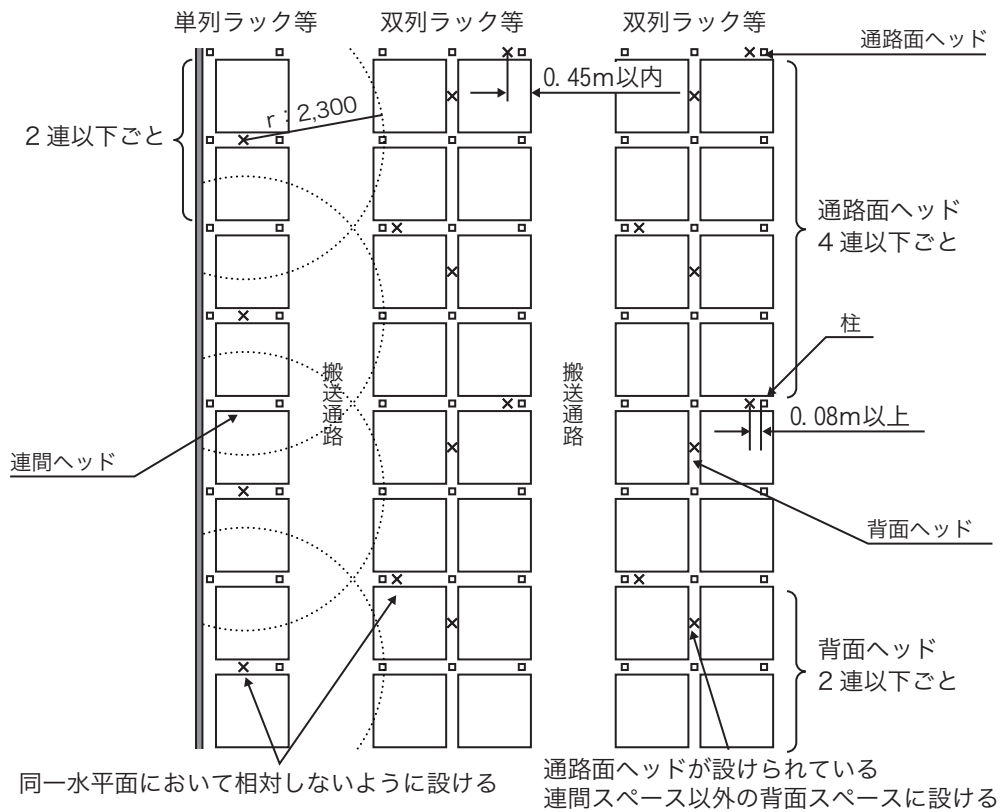 単列ラック等
双列ラック等
双列ラック等
通路面ヘッド
0.45m以内
2連以下ごと
r：2,300
通路面ヘッド
4連以下ごと
柱
搬送通路
搬送通路
0.08m以上
連間ヘッド
背面ヘッド
背面ヘッド
2連以下ごと
同一水平面において相対しないように設ける
通路面ヘッドが設けられている
連間スペース以外の背面スペースに設ける